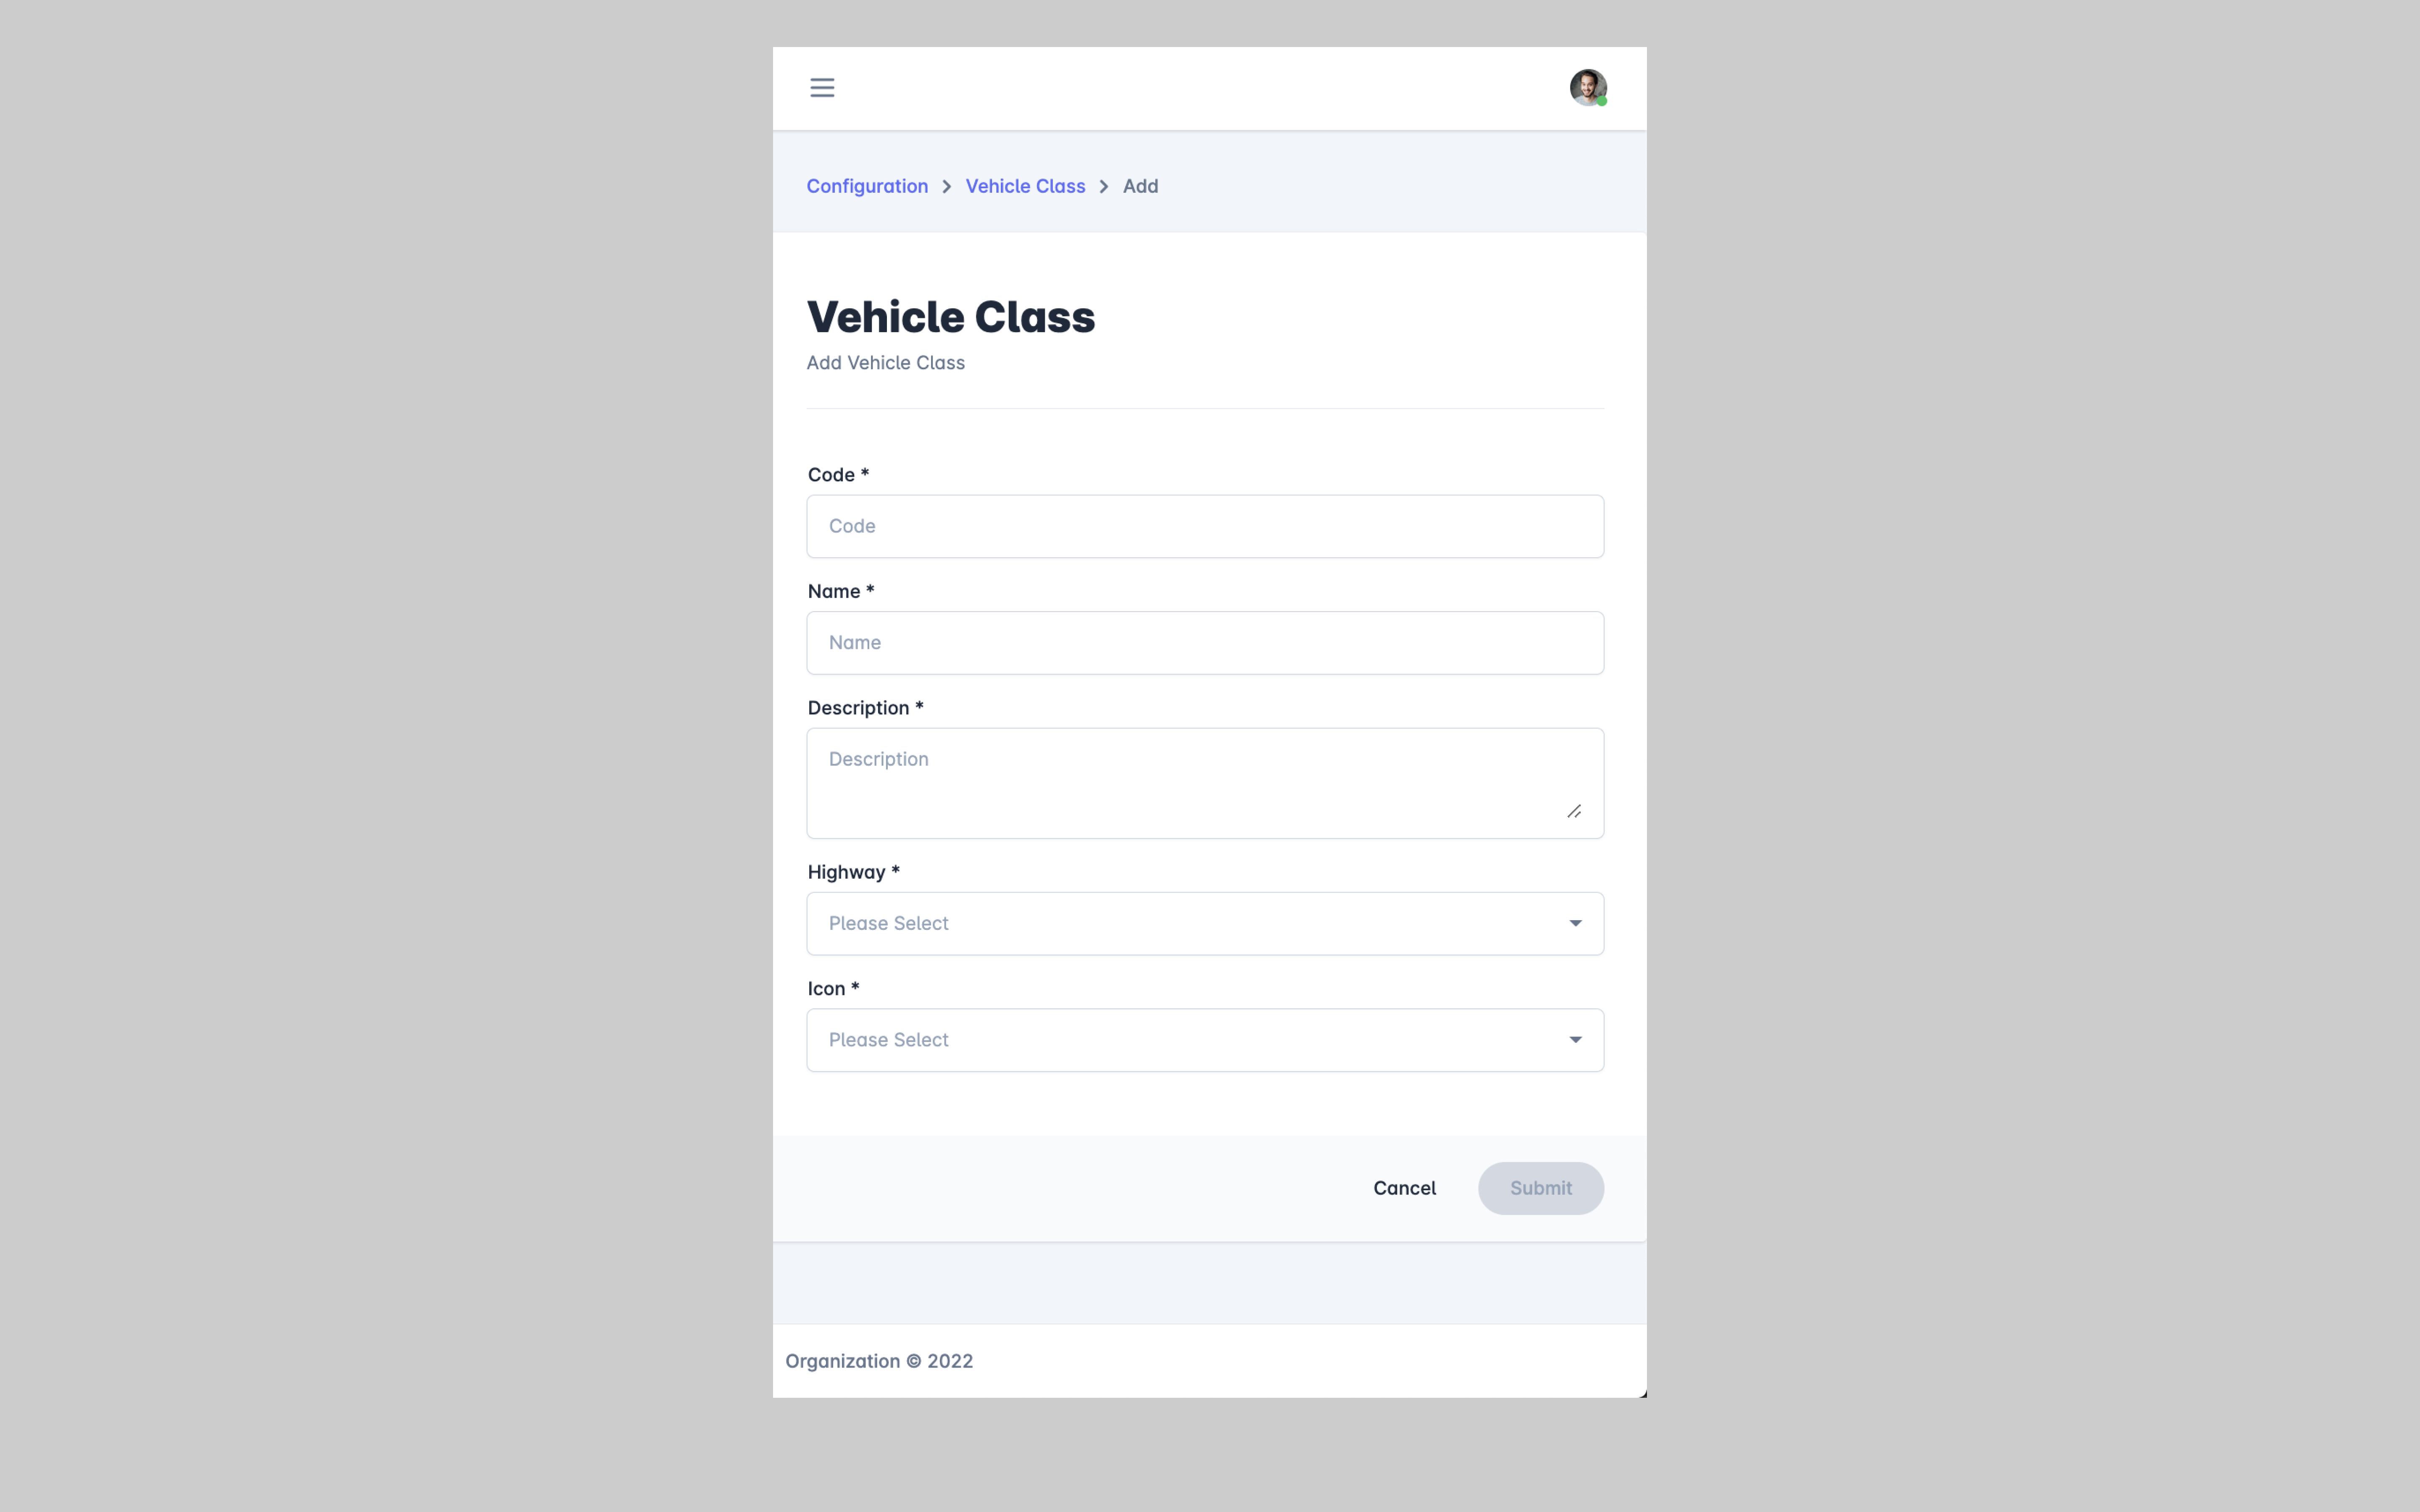 Configuration > Vehicle Class > Add
Vehicle Class
Add Vehicle Class
Code *
Code
Name *
Name
Description *
Description
Highway *
Please Select
Icon *
Please Select
Cancel Submit
Organization © 2022